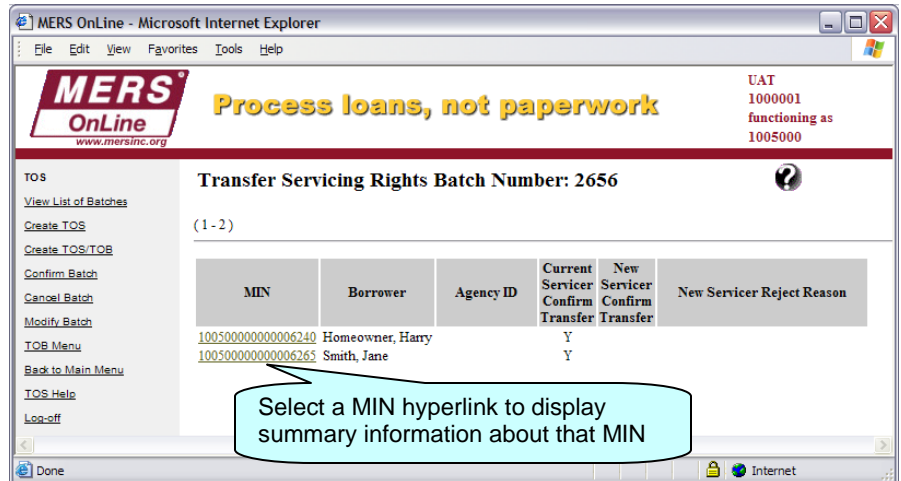 MERS OnLine - Microsoft Internet Explorer
File Edit View Favorites Tools Help
MERS®
OnLine
www.mersinc.org
Process loans, not paperwork
UAT
1000001
functioning as
1005000
TOS
View List of Batches
Create TOS
Create TOS/TOB
Confirm Batch
Cancel Batch
Modify Batch
TOB Menu
Back to Main Menu
TOS Help
Log-off
Transfer Servicing Rights Batch Number: 2656
?
( 1 - 2 )
MIN Borrower Agency ID Current Servicer Confirm Transfer New Servicer Confirm Transfer New Servicer Reject Reason
100500000000006240 Homeowner, Harry Y
100500000000006265 Smith, Jane Y
Select a MIN hyperlink to display
summary information about that MIN
Done Internet